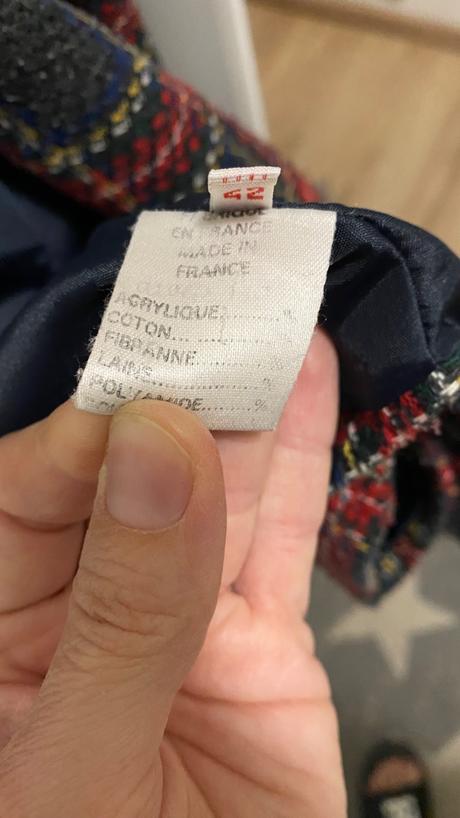 42
EN FRANCE
MADE IN
FRANCE
ACRYLIQUE..........%
COTON..............%
FIBRANNE...........%
LAINE..............%
POLYAMIDE..........%